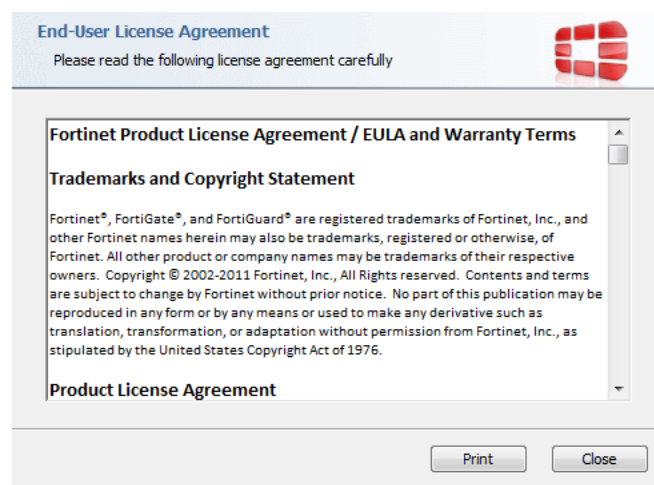 End-User License Agreement
Please read the following license agreement carefully
Fortinet Product License Agreement / EULA and Warranty Terms
Trademarks and Copyright Statement
Fortinet®, FortiGate®, and FortiGuard® are registered trademarks of Fortinet, Inc., and
other Fortinet names herein may also be trademarks, registered or otherwise, of
Fortinet. All other product or company names may be trademarks of their respective
owners. Copyright © 2002-2011 Fortinet, Inc., All Rights reserved. Contents and terms
are subject to change by Fortinet without prior notice. No part of this publication may be
reproduced in any form or by any means or used to make any derivative such as
translation, transformation, or adaptation without permission from Fortinet, Inc., as
stipulated by the United States Copyright Act of 1976.
Product License Agreement
Print
Close